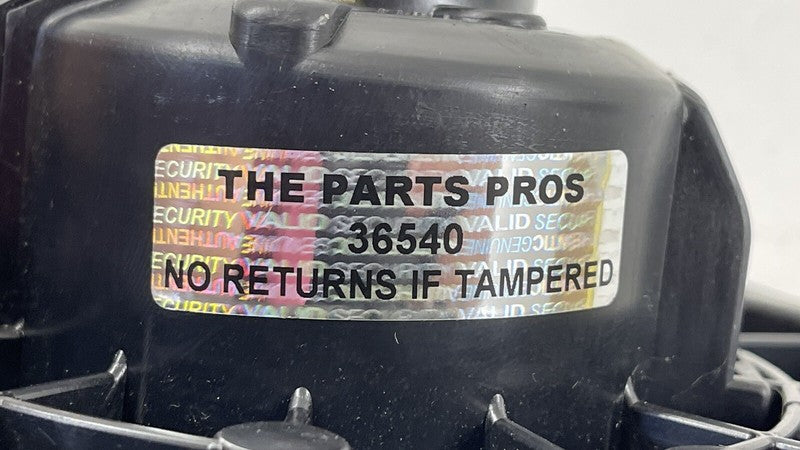 THE PARTS PROS
36540
NO RETURNS IF TAMPERED